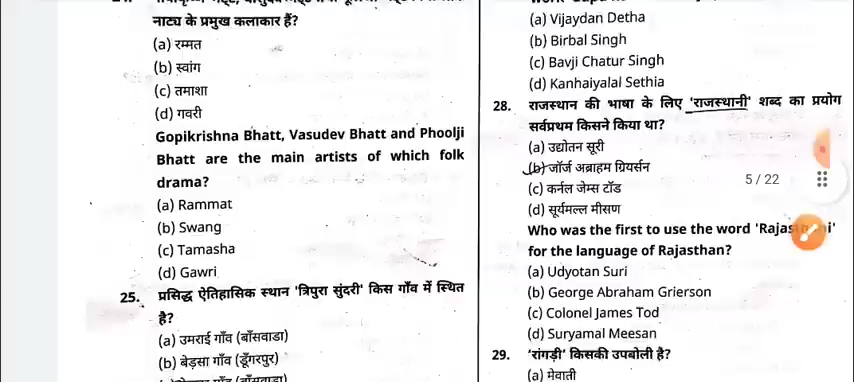 नाट्य के प्रमुख कलाकार हैं?
(a) रम्मत
(b) स्वांग
(c) तमाशा
(d) गवरी
Gopikrishna Bhatt, Vasudev Bhatt and Phoolji
Bhatt are the main artists of which folk
drama?
(a) Rammat
(b) Swang
(c) Tamasha
(d) Gawri
25. प्रसिद्ध ऐतिहासिक स्थान 'त्रिपुरा सुंदरी' किस गाँव में स्थित
है?
(a) उमराई गाँव (बाँसवाडा)
(b) बेड़सा गाँव (डूँगरपुर)
(a) Vijaydan Detha
(b) Birbal Singh
(c) Bavji Chatur Singh
(d) Kanhaiyalal Sethia
28. राजस्थान की भाषा के लिए 'राजस्थानी' शब्द का प्रयोग
सर्वप्रथम किसने किया था?
(a) उद्योतन सूरी
(b) जॉर्ज अब्राहम ग्रियर्सन
(c) कर्नल जेम्स टॉड
(d) सूर्यमल्ल मीसण
Who was the first to use the word
for the language of Rajasthan?
(a) Udyotan Suri
(b) George Abraham Grierson
(c) Colonel James Tod
(d) Suryamal Meesan
29. 'रांगड़ी' किसकी उपबोली है?
(a) मेवाती
5 / 22